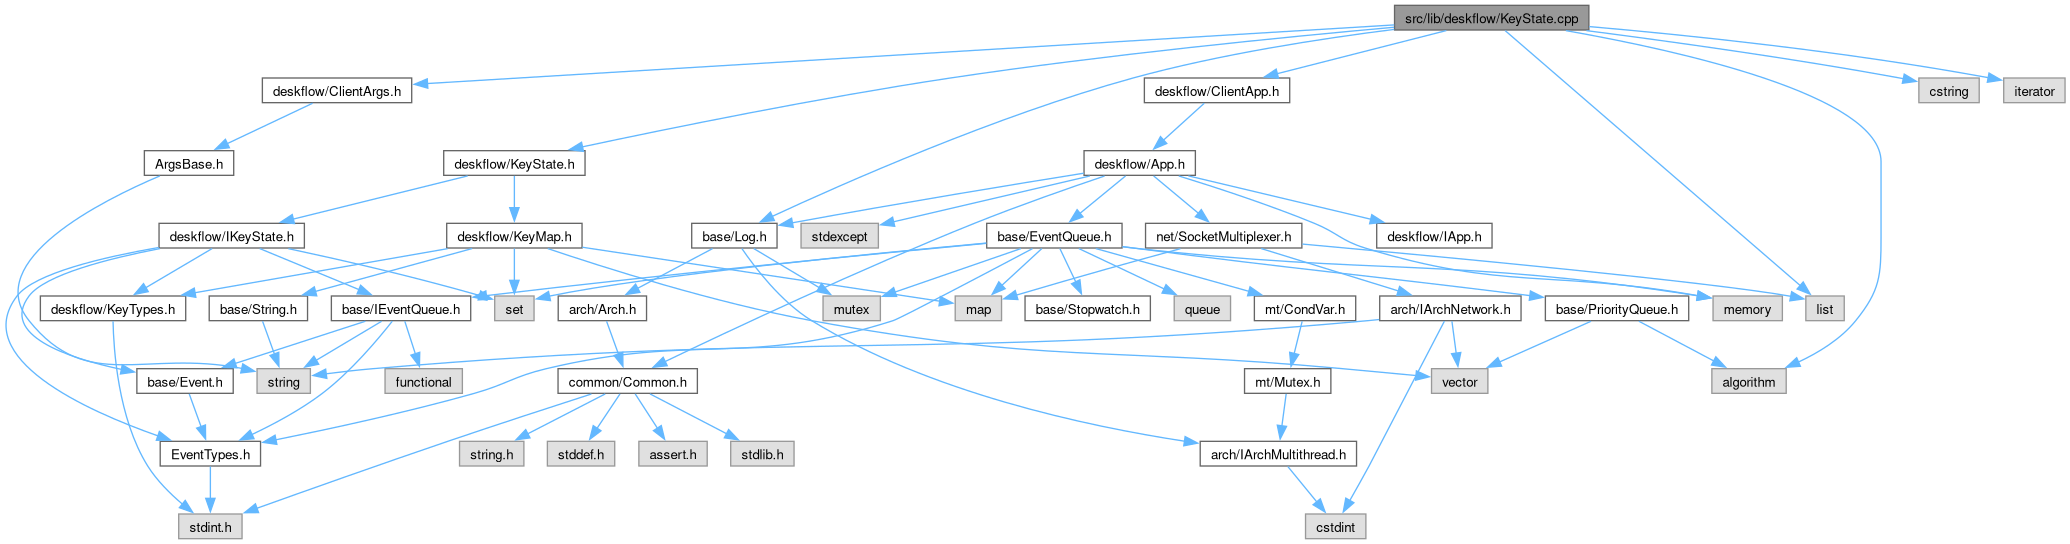 src/lib/deskflow/KeyState.cpp
deskflow/ClientArgs.h
deskflow/ClientApp.h
cstring
iterator
ArgsBase.h
deskflow/KeyState.h
deskflow/App.h
deskflow/IKeyState.h
deskflow/KeyMap.h
base/Log.h
stdexcept
base/EventQueue.h
net/SocketMultiplexer.h
deskflow/IApp.h
deskflow/KeyTypes.h
base/String.h
base/IEventQueue.h
set
arch/Arch.h
mutex
map
base/Stopwatch.h
queue
mt/CondVar.h
arch/IArchNetwork.h
base/PriorityQueue.h
memory
list
base/Event.h
string
functional
common/Common.h
mt/Mutex.h
vector
algorithm
EventTypes.h
string.h
stddef.h
assert.h
stdlib.h
arch/IArchMultithread.h
stdint.h
cstdint